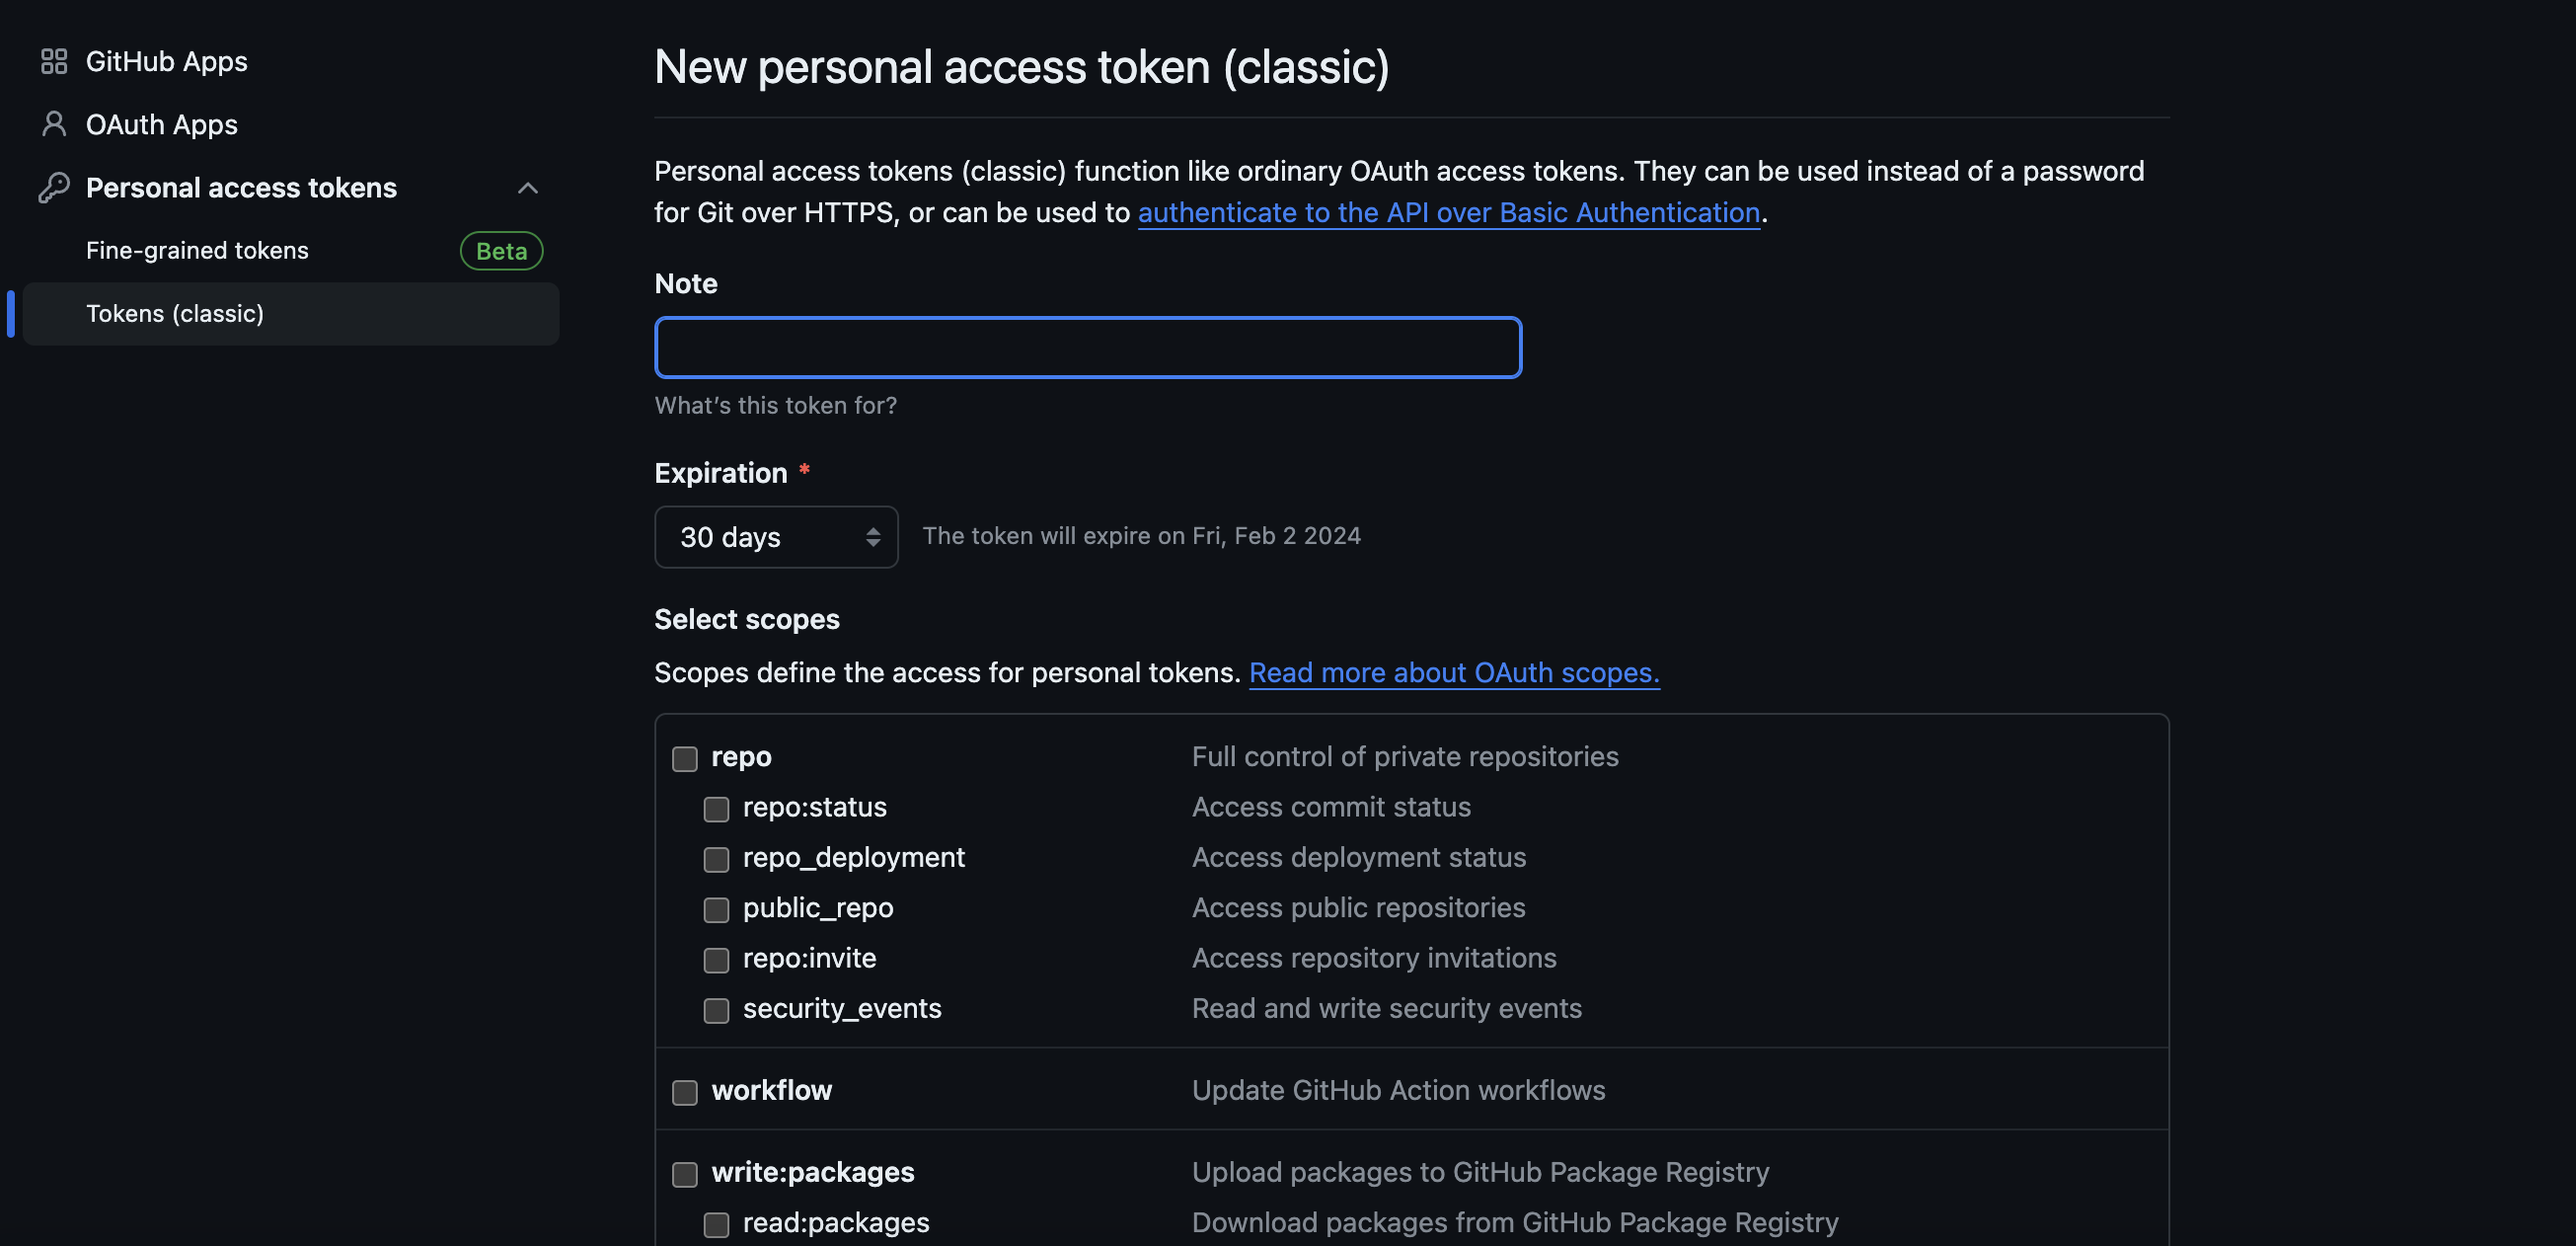 GitHub Apps
OAuth Apps
Personal access tokens
Fine-grained tokens Beta
Tokens (classic)
New personal access token (classic)
Personal access tokens (classic) function like ordinary OAuth access tokens. They can be used instead of a password
for Git over HTTPS, or can be used to authenticate to the API over Basic Authentication.
Note
What's this token for?
Expiration *
30 days The token will expire on Fri, Feb 2 2024
Select scopes
Scopes define the access for personal tokens. Read more about OAuth scopes.
repo Full control of private repositories
repo:status Access commit status
repo_deployment Access deployment status
public_repo Access public repositories
repo:invite Access repository invitations
security_events Read and write security events
workflow Update GitHub Action workflows
write:packages Upload packages to GitHub Package Registry
read:packages Download packages from GitHub Package Registry